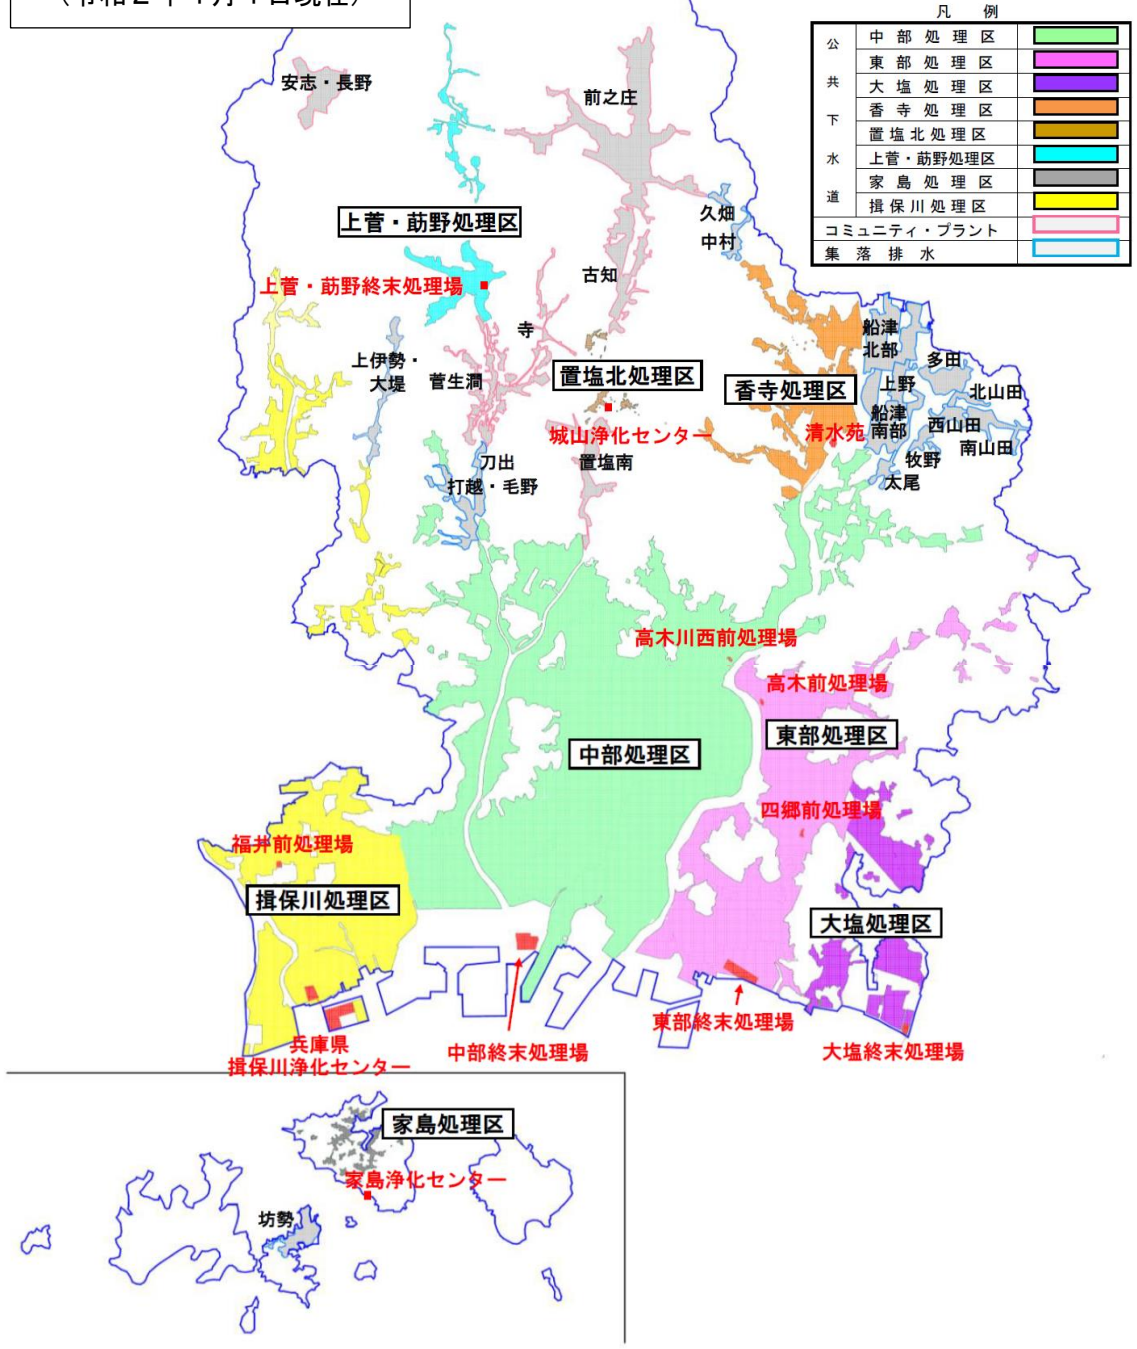 凡 例
公共下水道
中部処理区
東部処理区
大塩処理区
香寺処理区
置塩北処理区
上菅・莇野処理区
家島処理区
揖保川処理区
コミュニティ・プラント
集落排水
安志・長野
前之庄
久畑
中村
上菅・莇野処理区
上菅・莇野終末処理場
古知
寺
上伊勢・
大堤
菅生澗
置塩北処理区
城山浄化センター
置塩南
香寺処理区
清水苑
船津
北部
多田
上野
北山田
船津
南部
西山田
南山田
牧野
太尾
刀出
打越・毛野
高木川西前処理場
高木前処理場
東部処理区
中部処理区
四郷前処理場
福井前処理場
揖保川処理区
大塩処理区
兵庫県
揖保川浄化センター
中部終末処理場
東部終末処理場
大塩終末処理場
家島処理区
家島浄化センター
坊勢